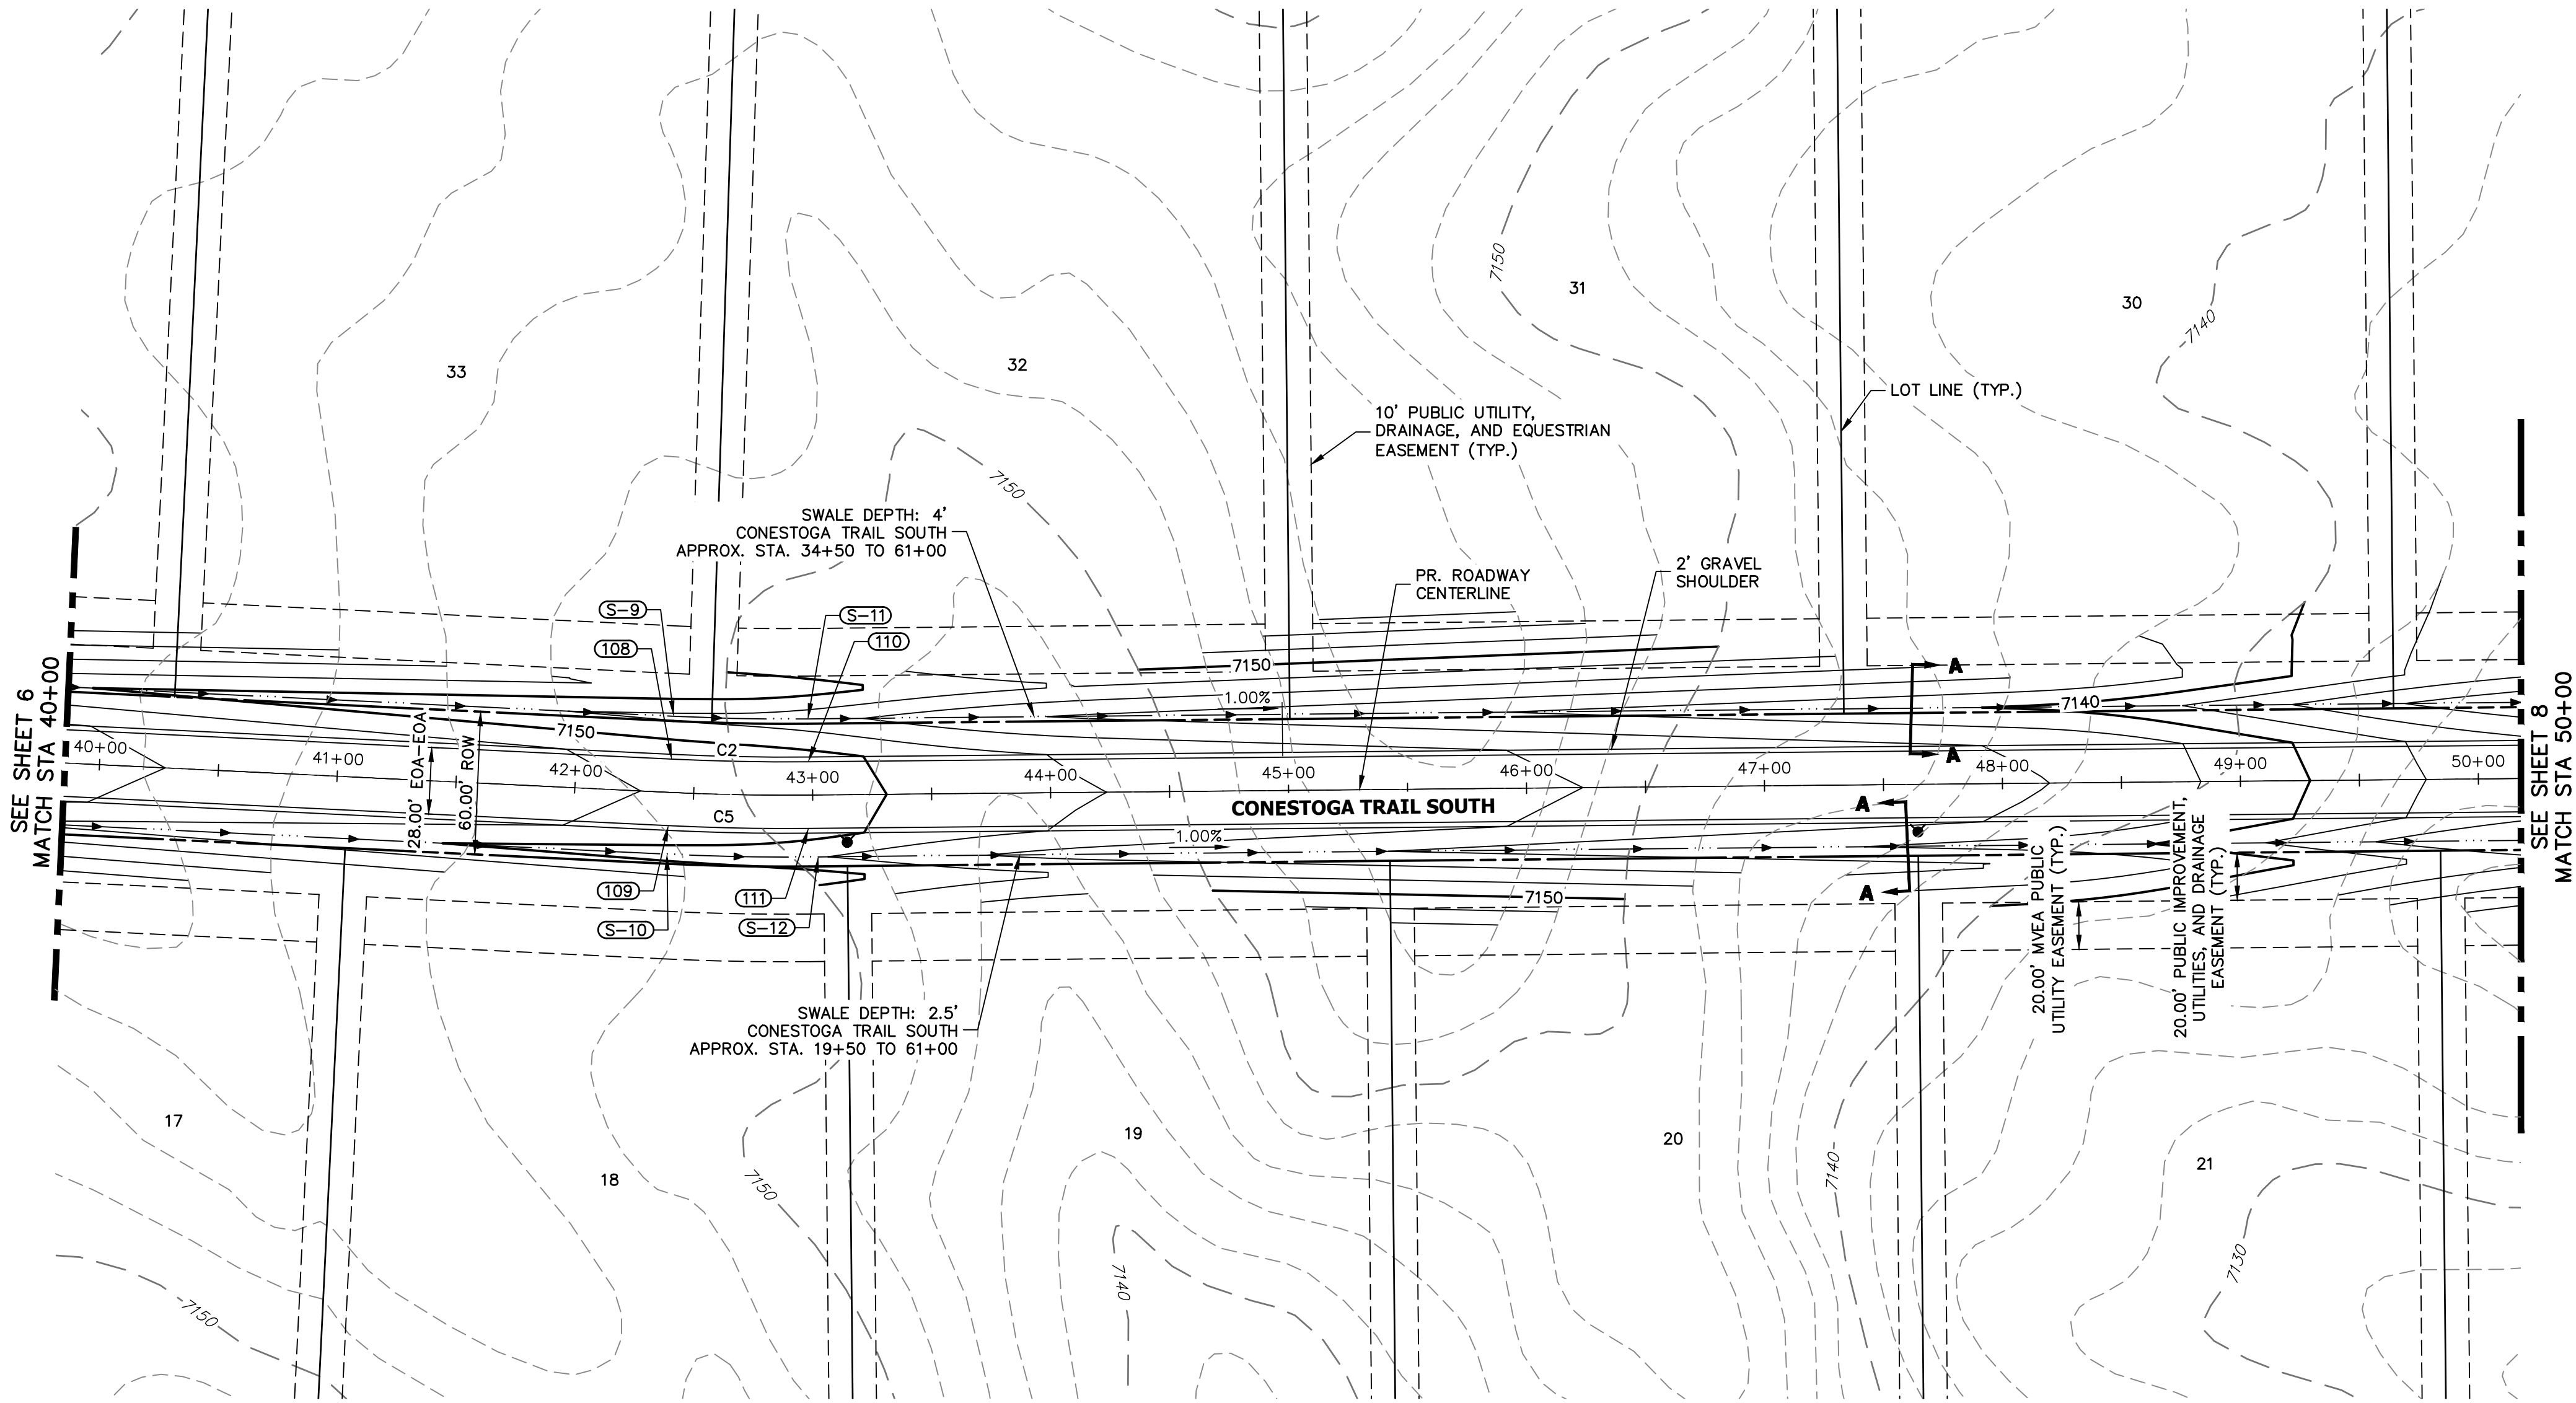 7150
31
30
7140
33
32
LOT LINE (TYP.)
10' PUBLIC UTILITY,
DRAINAGE, AND EQUESTRIAN
EASEMENT (TYP.)
7150
SWALE DEPTH: 4'
CONESTOGA TRAIL SOUTH
APPROX. STA. 34+50 TO 61+00
2' GRAVEL
SHOULDER
PR. ROADWAY
CENTERLINE
S-9
S-11
108
110
7150
A
1.00%
7140
SEE SHEET 6
MATCH STA 40+00
SEE SHEET 8
MATCH STA 50+00
7150
C2
A
40+00
41+00
42+00
43+00
44+00
45+00
46+00
47+00
48+00
49+00
50+00
28.00' EOA-EOA
60.00' ROW
CONESTOGA TRAIL SOUTH
A
C5
1.00%
109
111
A
7150
S-10
S-12
20.00' MVEA PUBLIC
UTILITY EASEMENT (TYP.)
20.00' PUBLIC IMPROVEMENT,
UTILITIES, AND DRAINAGE
EASEMENT (TYP.)
SWALE DEPTH: 2.5'
CONESTOGA TRAIL SOUTH
APPROX. STA. 19+50 TO 61+00
17
19
20
18
7150
7140
21
7150
7140
7130